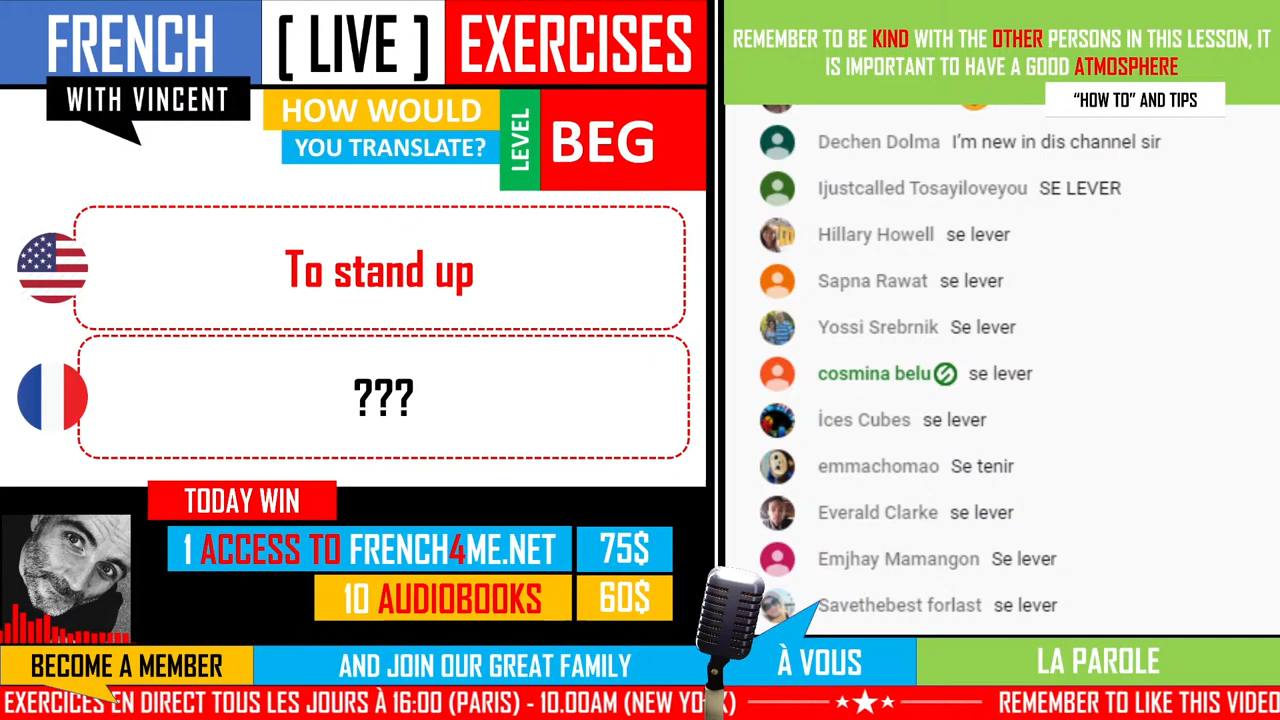 FRENCH
WITH VINCENT
[ LIVE ]
EXERCISES
HOW WOULD
YOU TRANSLATE?
LEVEL
BEG
To stand up
???
TODAY WIN
1 ACCESS TO FRENCH4ME.NET 75$
10 AUDIOBOOKS 60$
REMEMBER TO BE KIND WITH THE OTHER PERSONS IN THIS LESSON, IT
IS IMPORTANT TO HAVE A GOOD ATMOSPHERE
“HOW TO” AND TIPS
Dechen Dolma I’m new in dis channel sir
Ijustcalled Tosayiloveyou SE LEVER
Hillary Howell se lever
Sapna Rawat se lever
Yossi Srebrnik Se lever
cosmina belu se lever
İces Cubes se lever
emmachomao Se tenir
Everald Clarke se lever
Emjhay Mamangon Se lever
Savethebest forlast se lever
BECOME A MEMBER
AND JOIN OUR GREAT FAMILY
À VOUS
LA PAROLE
EXERCICES EN DIRECT TOUS LES JOURS À 16:00 (PARIS) - 10.00AM (NEW YORK) REMEMBER TO LIKE THIS VIDEO